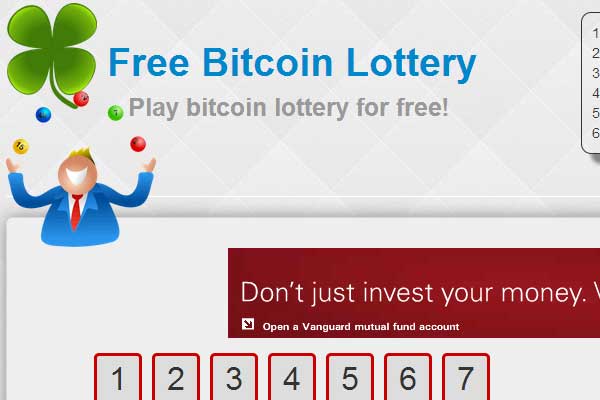 Free Bitcoin Lottery
Play bitcoin lottery for free!
1
2
3
4
5
6
Don't just invest your money.
Open a Vanguard mutual fund account
1 2 3 4 5 6 7